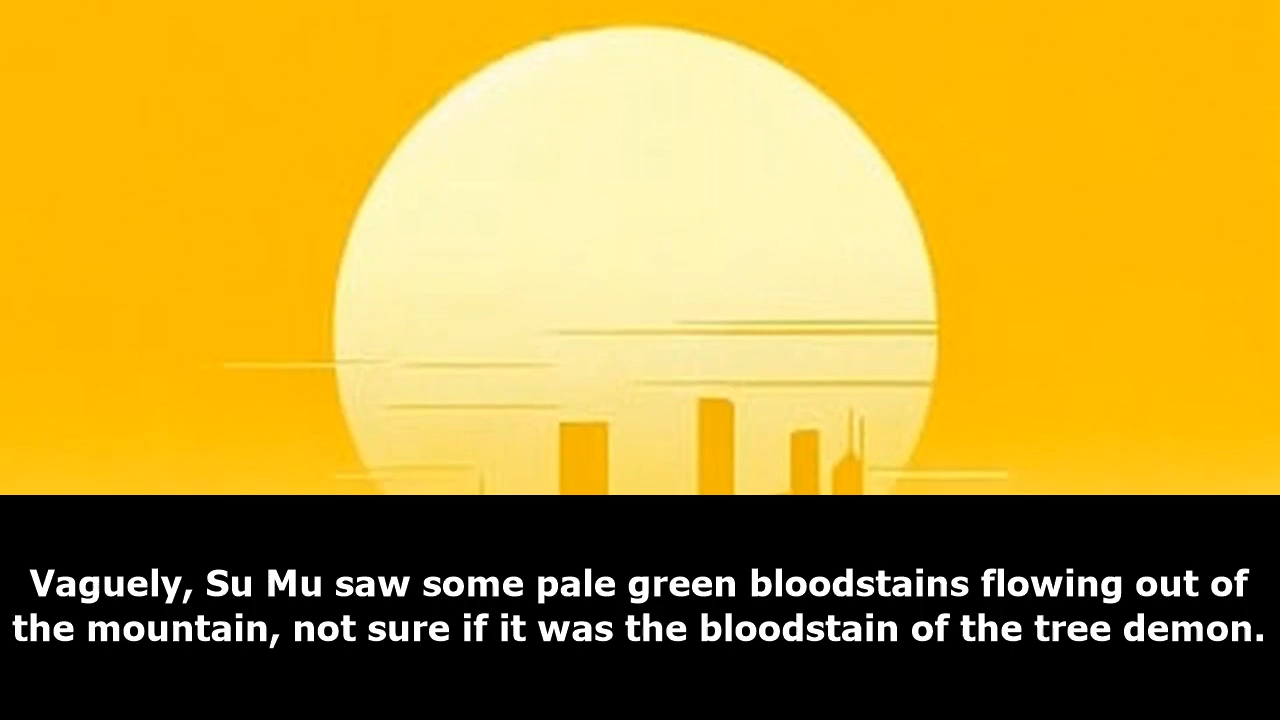 Vaguely, Su Mu saw some pale green bloodstains flowing out of
the mountain, not sure if it was the bloodstain of the tree demon.